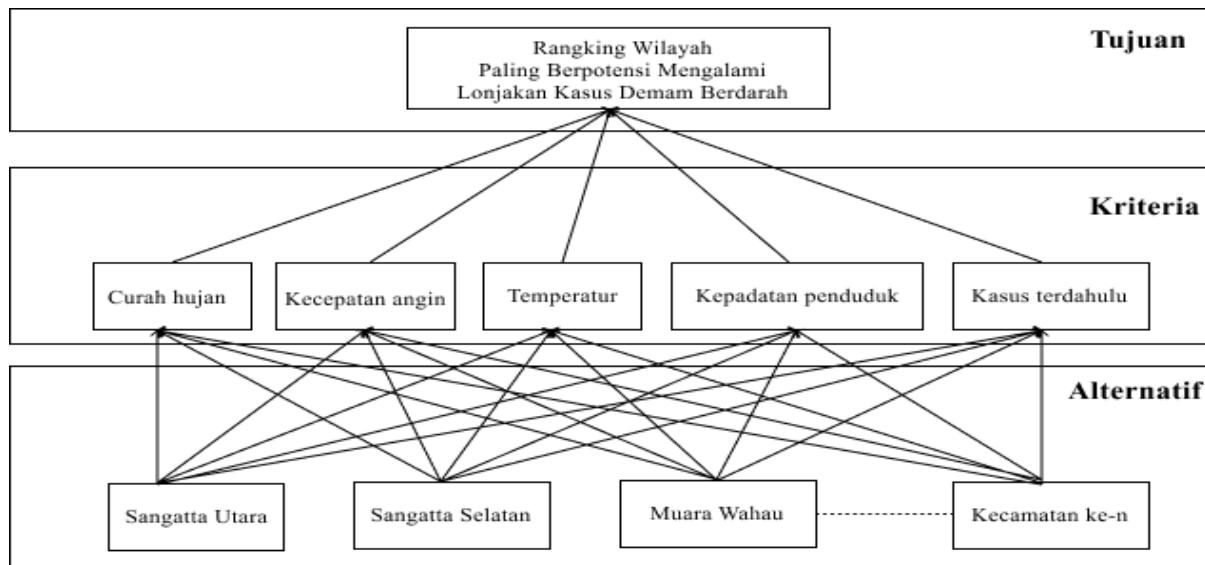 Tujuan
Rangking Wilayah
Paling Berpotensi Mengalami
Lonjakan Kasus Demam Berdarah
Kriteria
Curah hujan
Kecepatan angin
Temperatur
Kepadatan penduduk
Kasus terdahulu
Alternatif
Sangatta Utara
Sangatta Selatan
Muara Wahau
Kecamatan ke-n